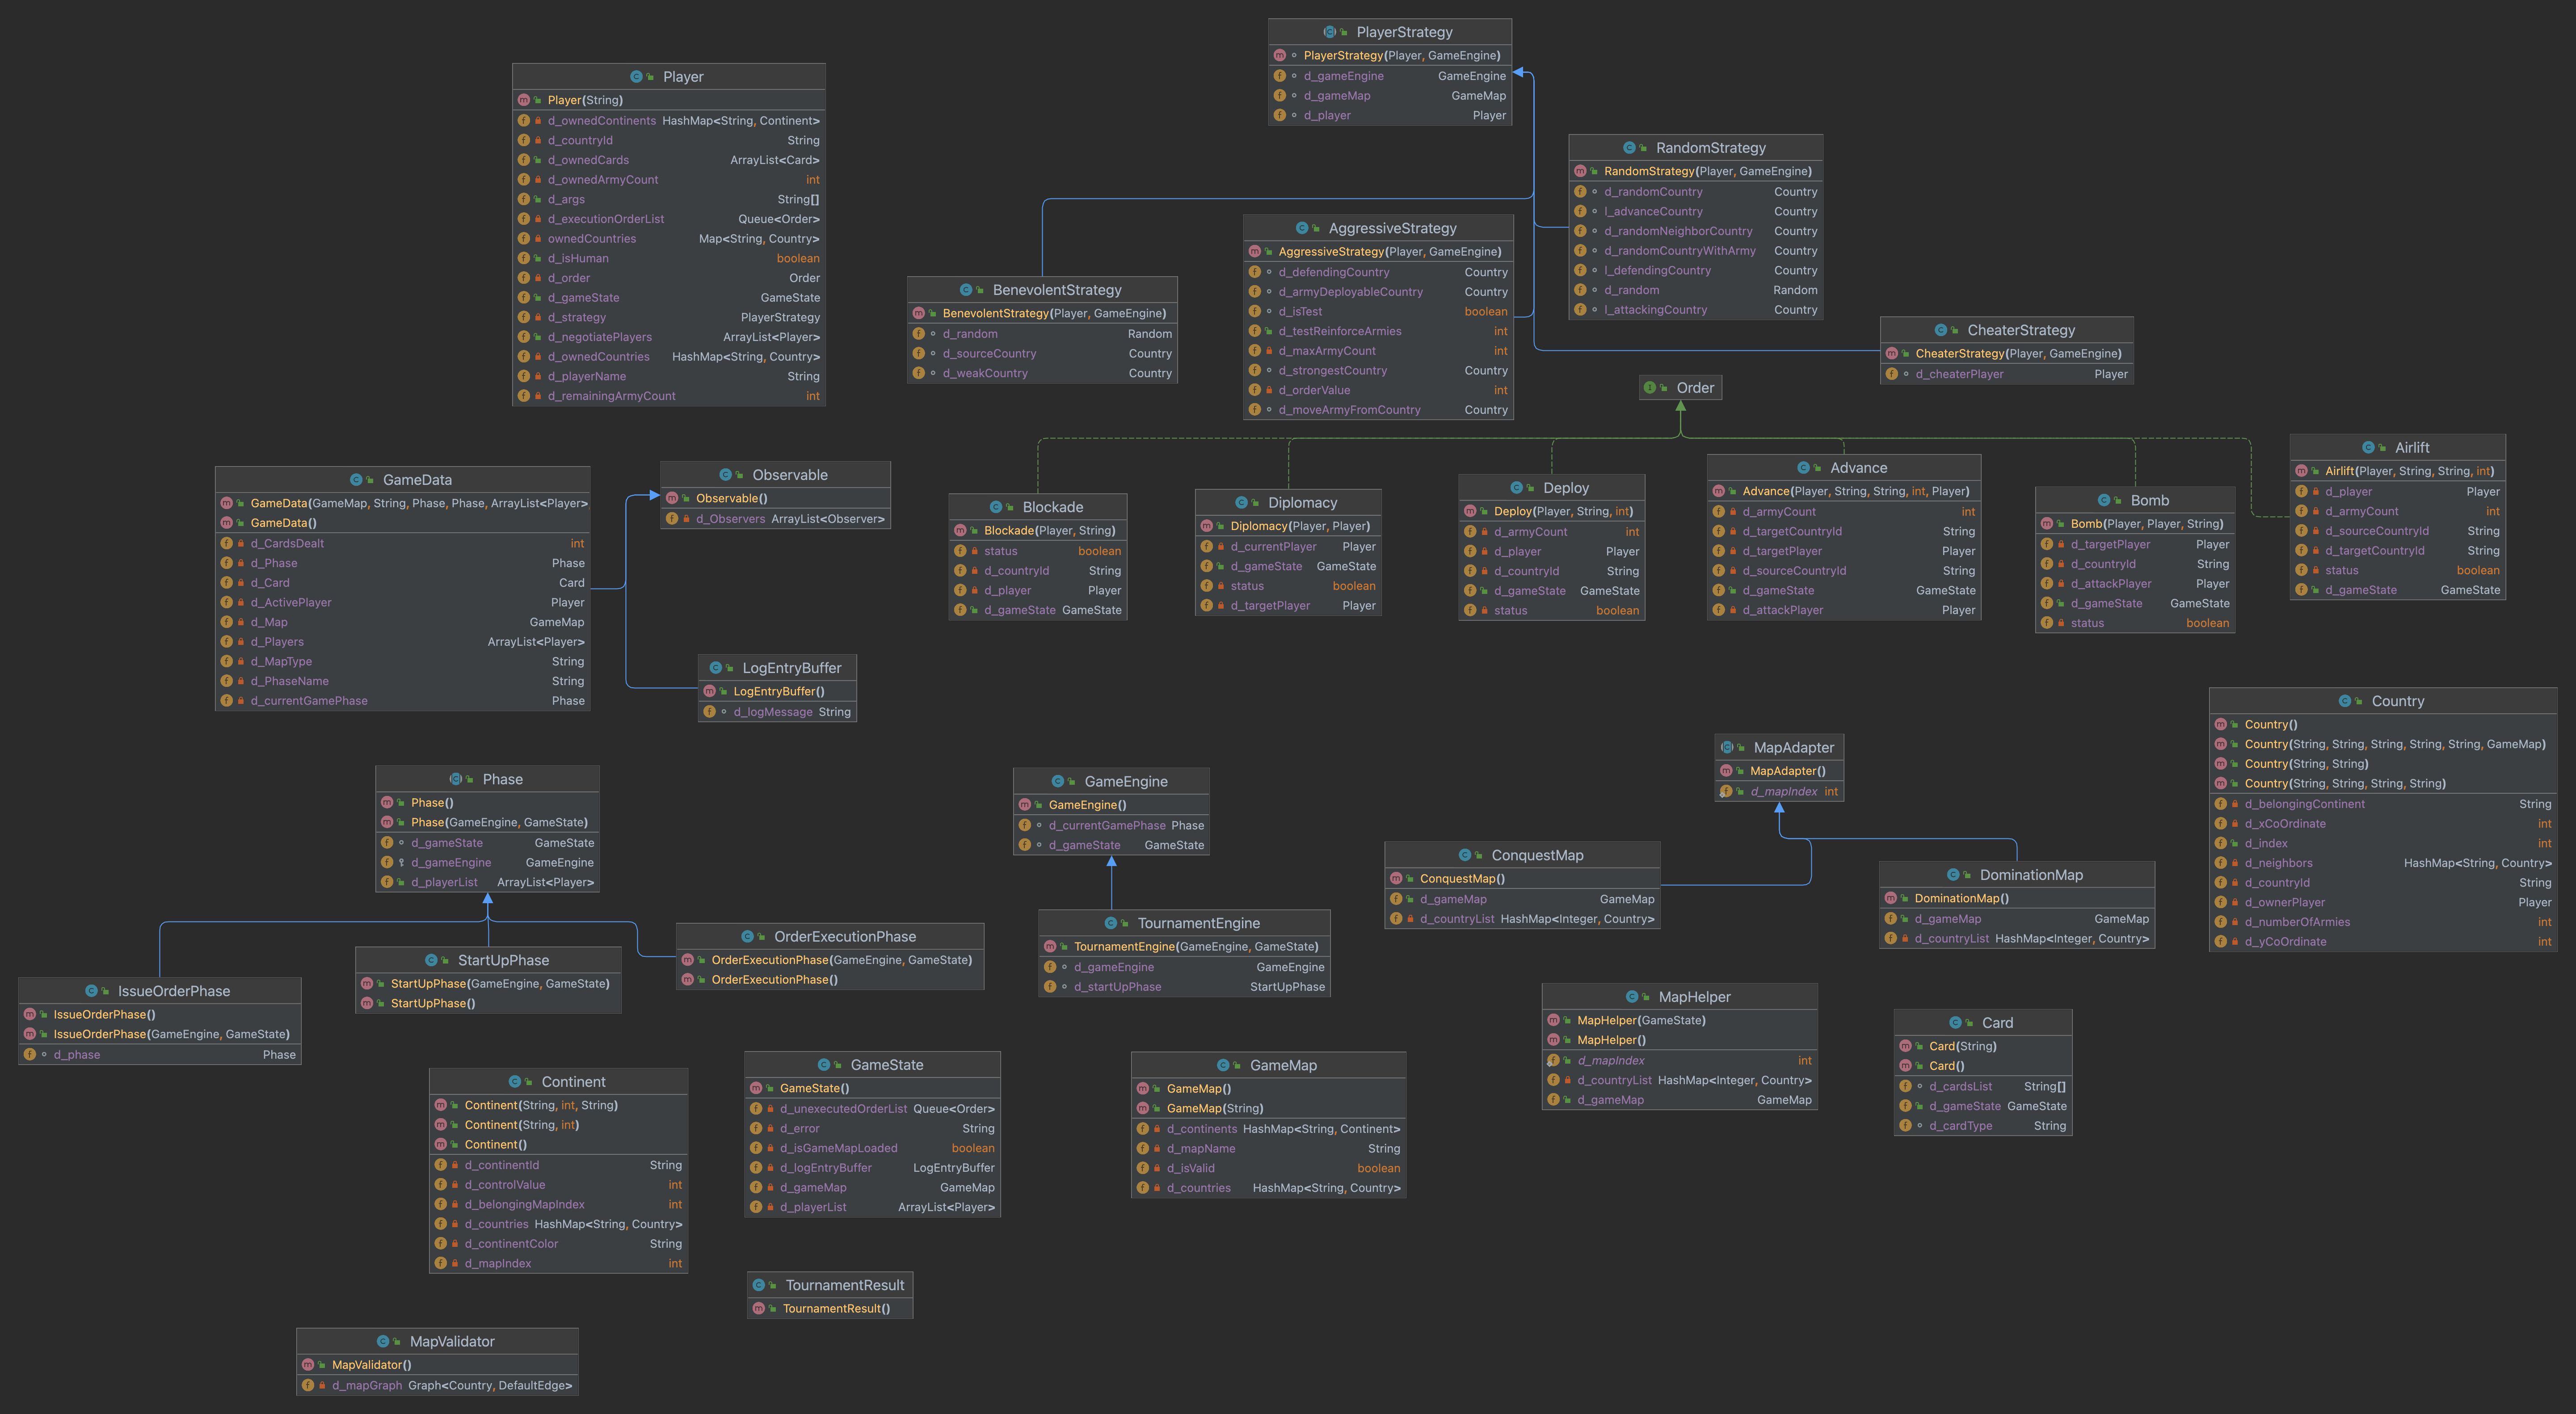 PlayerStrategy
PlayerStrategy(Player, GameEngine)
d_gameEngine GameEngine
d_gameMap GameMap
d_player Player
Player
Player(String)
d_ownedContinents HashMap<String, Continent>
d_countryId String
d_ownedCards ArrayList<Card>
d_ownedArmyCount int
d_args String[]
d_executionOrderList Queue<Order>
ownedCountries Map<String, Country>
d_isHuman boolean
d_order Order
d_gameState GameState
d_strategy PlayerStrategy
d_negotiatePlayers ArrayList<Player>
d_ownedCountries HashMap<String, Country>
d_playerName String
d_remainingArmyCount int
RandomStrategy
RandomStrategy(Player, GameEngine)
d_randomCountry Country
l_advanceCountry Country
d_randomNeighborCountry Country
d_randomCountryWithArmy Country
l_defendingCountry Country
d_random Random
l_attackingCountry Country
AggressiveStrategy
AggressiveStrategy(Player, GameEngine)
d_defendingCountry Country
d_armyDeployableCountry Country
d_isTest boolean
d_testReinforceArmies int
d_maxArmyCount int
d_strongestCountry Country
d_orderValue int
d_moveArmyFromCountry Country
BenevolentStrategy
BenevolentStrategy(Player, GameEngine)
d_random Random
d_sourceCountry Country
d_weakCountry Country
CheaterStrategy
CheaterStrategy(Player, GameEngine)
d_cheaterPlayer Player
Order
GameData
GameData(GameMap, String, Phase, Phase, ArrayList<Player>
GameData()
d_CardsDealt int
d_Phase Phase
d_Card Card
d_ActivePlayer Player
d_Map GameMap
d_Players ArrayList<Player>
d_MapType String
d_PhaseName String
d_currentGamePhase Phase
Observable
Observable()
d_Observers ArrayList<Observer>
LogEntryBuffer
LogEntryBuffer()
d_logMessage String
Blockade
Blockade(Player, String)
status boolean
d_countryId String
d_player Player
d_gameState GameState
Diplomacy
Diplomacy(Player, Player)
d_currentPlayer Player
d_gameState GameState
status boolean
d_targetPlayer Player
Deploy
Deploy(Player, String, int)
d_armyCount int
d_player Player
d_countryId String
d_gameState GameState
status boolean
Advance
Advance(Player, String, String, int, Player)
d_armyCount int
d_targetCountryId String
d_targetPlayer Player
d_sourceCountryId String
d_gameState GameState
d_attackPlayer Player
Bomb
Bomb(Player, Player, String)
d_targetPlayer Player
d_countryId String
d_attackPlayer Player
d_gameState GameState
status boolean
Airlift
Airlift(Player, String, String, int)
d_player Player
d_armyCount int
d_sourceCountryId String
d_targetCountryId String
status boolean
d_gameState GameState
Country
Country()
Country(String, String, String, String, String, GameMap)
Country(String, String)
Country(String, String, String, String)
d_belongingContinent String
d_xCoOrdinate int
d_index int
d_neighbors HashMap<String, Country>
d_countryId String
d_ownerPlayer Player
d_numberOfArmies int
d_yCoOrdinate int
Phase
Phase()
Phase(GameEngine, GameState)
d_gameState GameState
d_gameEngine GameEngine
d_playerList ArrayList<Player>
GameEngine
GameEngine()
d_currentGamePhase Phase
d_gameState GameState
MapAdapter
MapAdapter()
d_mapIndex int
ConquestMap
ConquestMap()
d_gameMap GameMap
d_countryList HashMap<Integer, Country>
DominationMap
DominationMap()
d_gameMap GameMap
d_countryList HashMap<Integer, Country>
TournamentEngine
TournamentEngine(GameEngine, GameState)
d_gameEngine GameEngine
d_startUpPhase StartUpPhase
OrderExecutionPhase
OrderExecutionPhase(GameEngine, GameState)
OrderExecutionPhase()
StartUpPhase
StartUpPhase(GameEngine, GameState)
StartUpPhase()
IssueOrderPhase
IssueOrderPhase()
IssueOrderPhase(GameEngine, GameState)
d_phase Phase
MapHelper
MapHelper(GameState)
MapHelper()
d_mapIndex int
d_countryList HashMap<Integer, Country>
d_gameMap GameMap
Card
Card(String)
Card()
d_cardsList String[]
d_gameState GameState
d_cardType String
Continent
Continent(String, int, String)
Continent(String, int)
Continent()
d_continentId String
d_controlValue int
d_belongingMapIndex int
d_countries HashMap<String, Country>
d_continentColor String
d_mapIndex int
GameState
GameState()
d_unexecutedOrderList Queue<Order>
d_error String
d_isGameMapLoaded boolean
d_logEntryBuffer LogEntryBuffer
d_gameMap GameMap
d_playerList ArrayList<Player>
GameMap
GameMap()
GameMap(String)
d_continents HashMap<String, Continent>
d_mapName String
d_isValid boolean
d_countries HashMap<String, Country>
TournamentResult
TournamentResult()
MapValidator
MapValidator()
d_mapGraph Graph<Country, DefaultEdge>